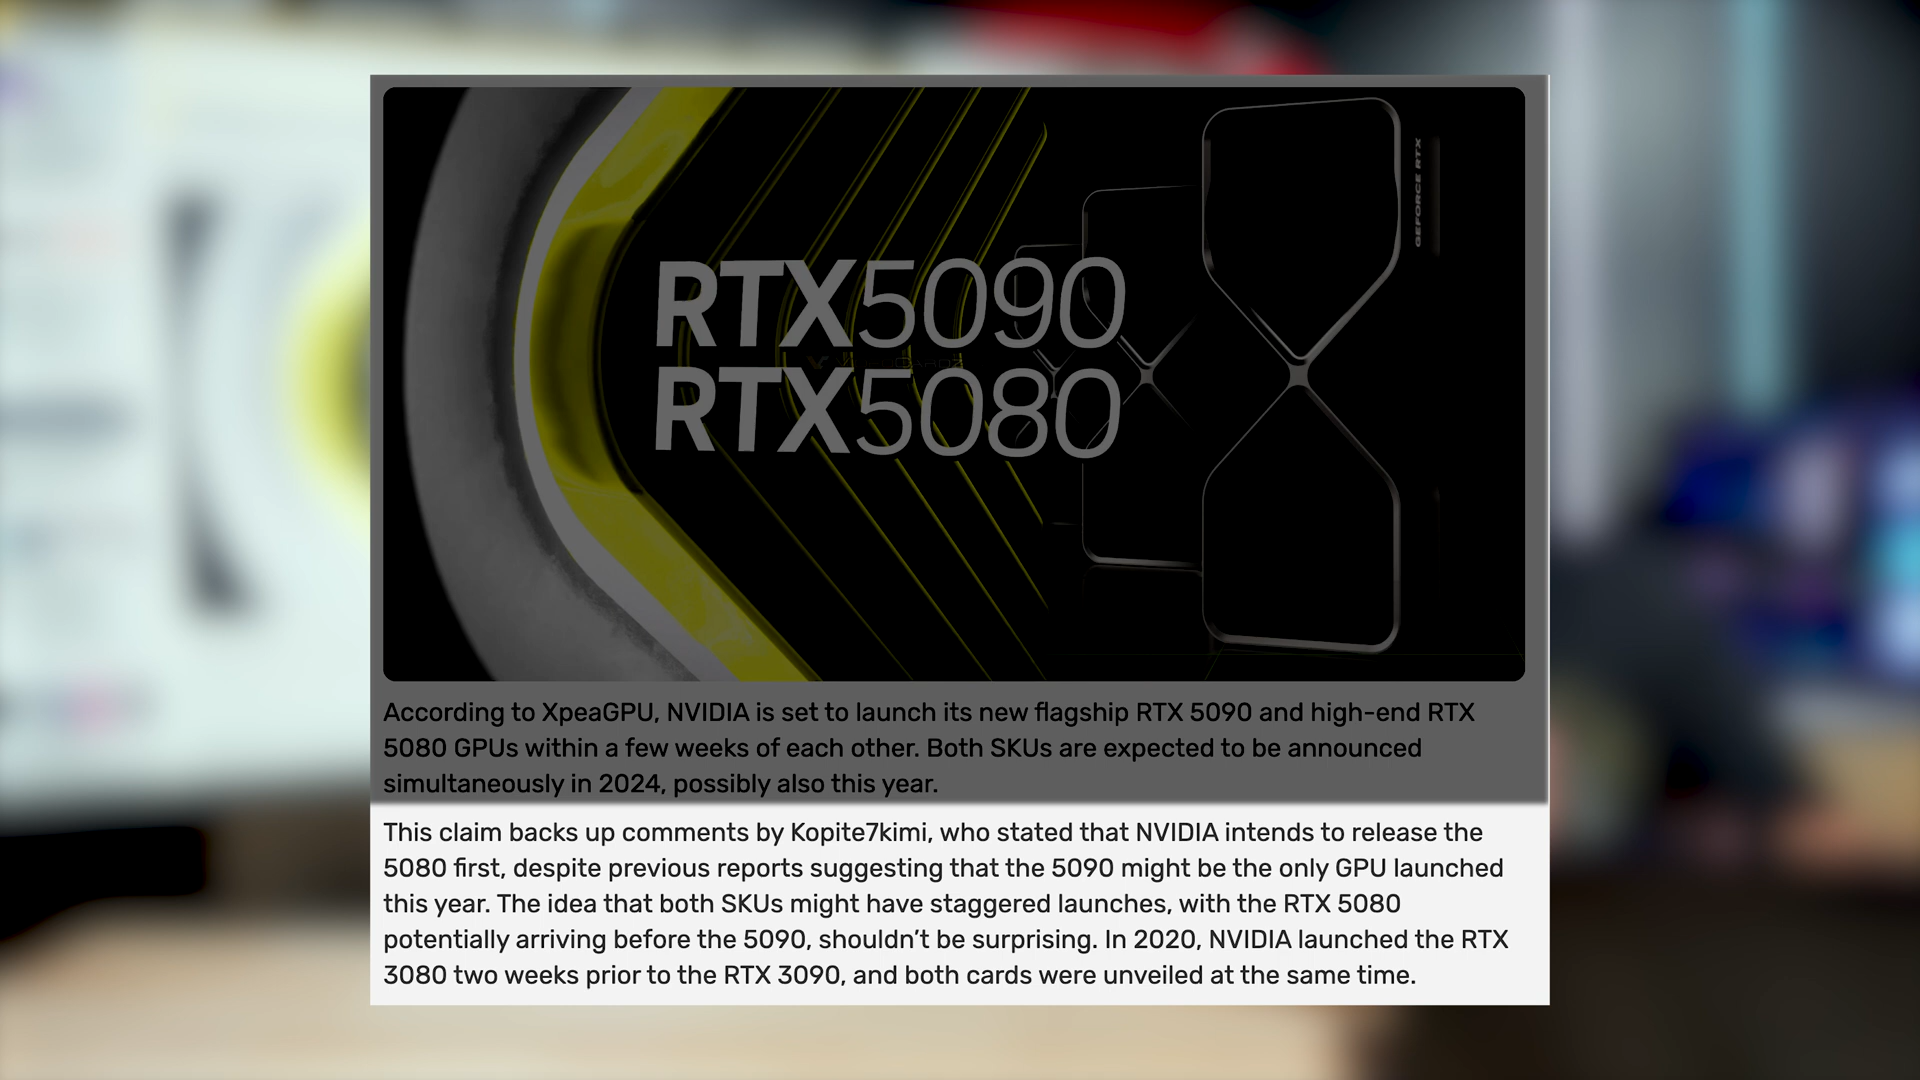 GEFORCE RTX
RTX5090
RTX5080
According to XpeaGPU, NVIDIA is set to launch its new flagship RTX 5090 and high-end RTX
5080 GPUs within a few weeks of each other. Both SKUs are expected to be announced
simultaneously in 2024, possibly also this year.
This claim backs up comments by Kopite7kimi, who stated that NVIDIA intends to release the
5080 first, despite previous reports suggesting that the 5090 might be the only GPU launched
this year. The idea that both SKUs might have staggered launches, with the RTX 5080
potentially arriving before the 5090, shouldn’t be surprising. In 2020, NVIDIA launched the RTX
3080 two weeks prior to the RTX 3090, and both cards were unveiled at the same time.